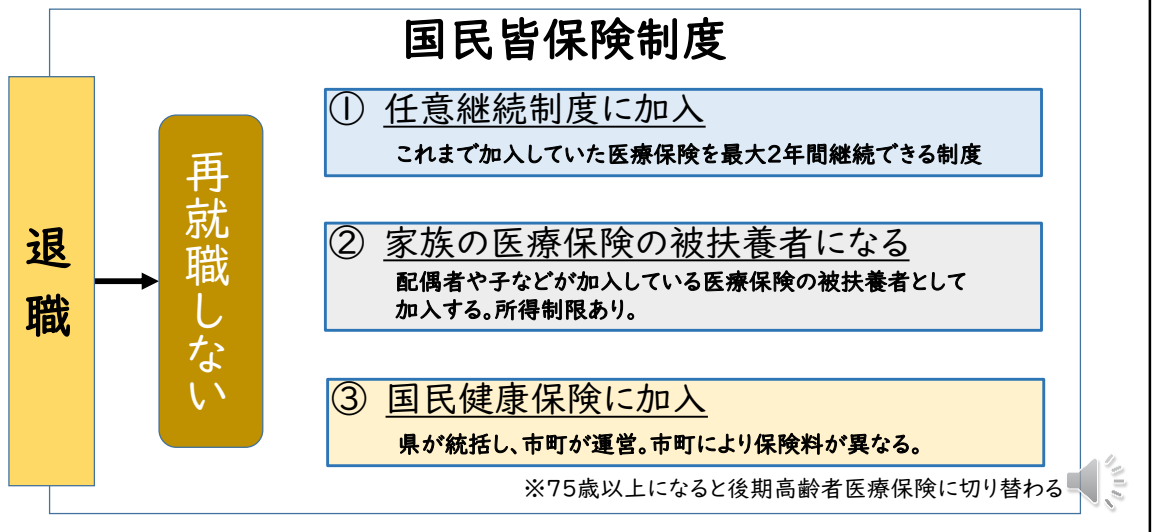 国民皆保険制度
退職
再就職しない
① 任意継続制度に加入
これまで加入していた医療保険を最大2年間継続できる制度
② 家族の医療保険の被扶養者になる
配偶者や子などが加入している医療保険の被扶養者として
加入する。所得制限あり。
③ 国民健康保険に加入
県が統括し、市町が運営。市町により保険料が異なる。
※75歳以上になると後期高齢者医療保険に切り替わる